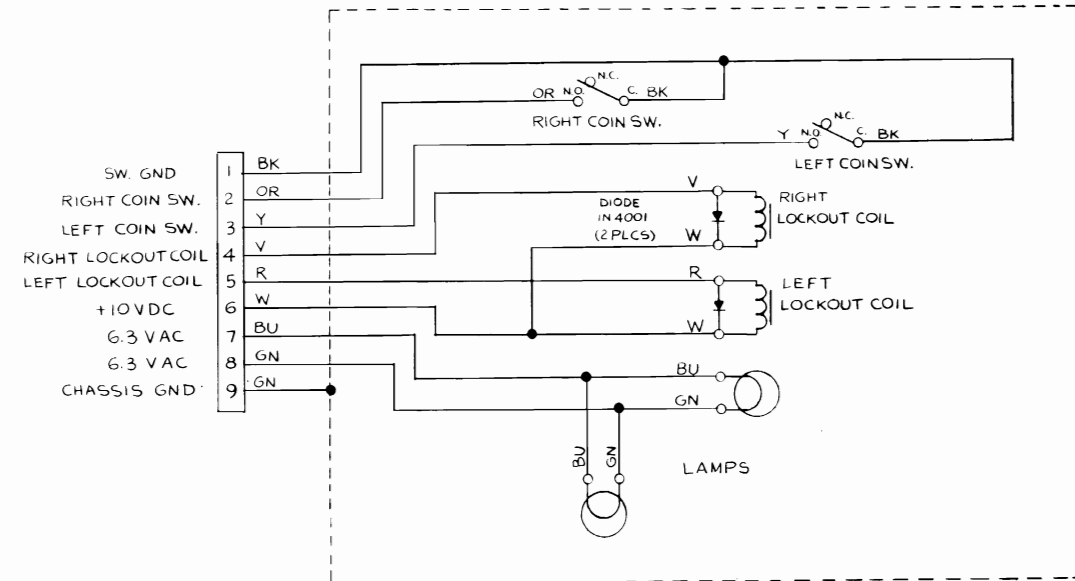 N.C.
OR N.O. C. BK
RIGHT COIN SW.
N.C.
Y N.O. C. BK
LEFT COIN SW.
SW. GND 1 BK
RIGHT COIN SW. 2 OR
LEFT COIN SW. 3 Y
RIGHT LOCKOUT COIL 4 V
LEFT LOCKOUT COIL 5 R
+10VDC 6 W
6.3 VAC 7 BU
6.3 VAC 8 GN
CHASSIS GND 9 GN
V
DIODE
IN 4001
(2 PLCS)
W
RIGHT
LOCKOUT COIL
R
W
LEFT
LOCKOUT COIL
BU
GN
BU
GN
LAMPS